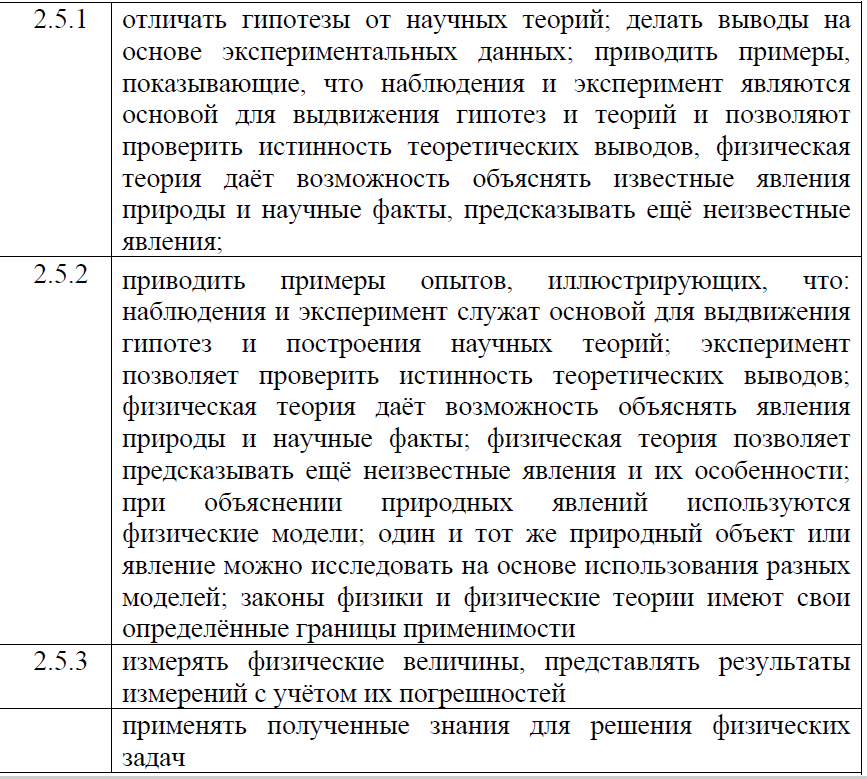 2.5.1 отличать гипотезы от научных теорий; делать выводы на
основе экспериментальных данных; приводить примеры,
показывающие, что наблюдения и эксперимент являются
основой для выдвижения гипотез и теорий и позволяют
проверить истинность теоретических выводов, физическая
теория даёт возможность объяснять известные явления
природы и научные факты, предсказывать ещё неизвестные
явления;
2.5.2 приводить примеры опытов, иллюстрирующих, что:
наблюдения и эксперимент служат основой для выдвижения
гипотез и построения научных теорий; эксперимент
позволяет проверить истинность теоретических выводов;
физическая теория даёт возможность объяснять явления
природы и научные факты; физическая теория позволяет
предсказывать ещё неизвестные явления и их особенности;
при объяснении природных явлений используются
физические модели; один и тот же природный объект или
явление можно исследовать на основе использования разных
моделей; законы физики и физические теории имеют свои
определённые границы применимости
2.5.3 измерять физические величины, представлять результаты
измерений с учётом их погрешностей
применять полученные знания для решения физических
задач